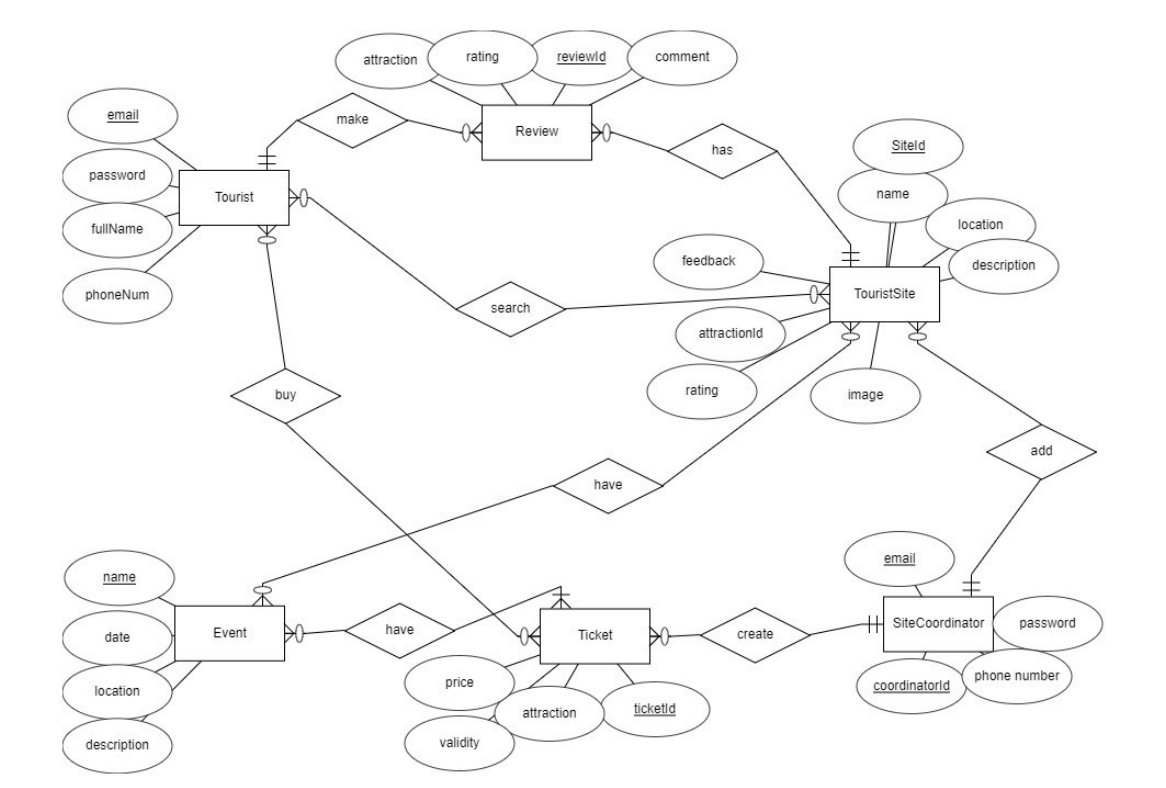 attraction
rating
reviewId
comment
email
make
Review
has
SiteId
password
Tourist
name
fullName
location
feedback
description
phoneNum
search
TouristSite
attractionId
rating
buy
image
add
have
email
name
date
Event
have
Ticket
create
SiteCoordinator
password
location
price
attraction
ticketId
coordinatorId
phone number
description
validity